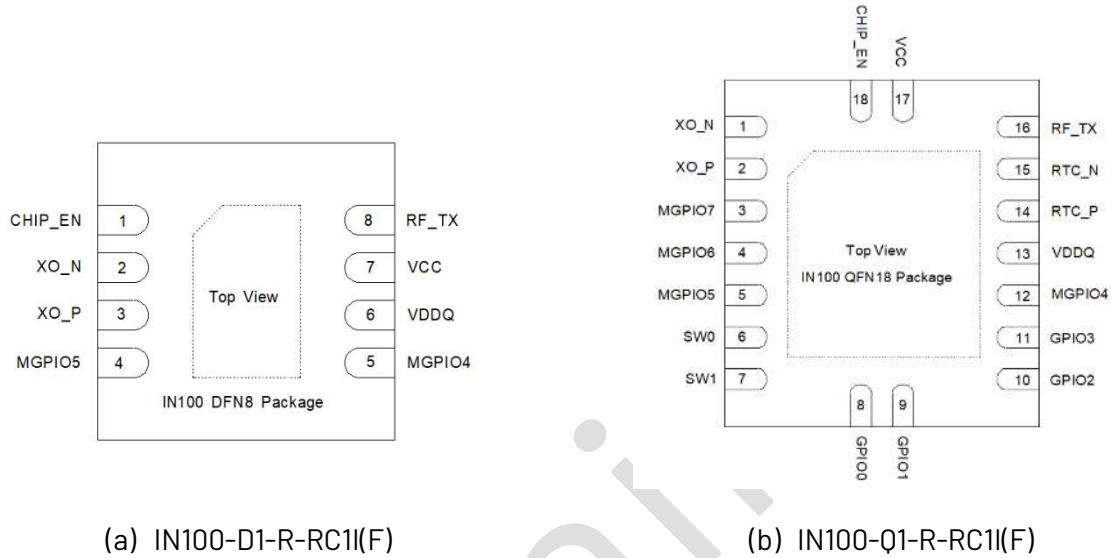 CHIP_EN 1
XO_N 2
XO_P 3
MGPIO5 4
8 RF_TX
7 VCC
6 VDDQ
5 MGPIO4
Top View
IN100 DFN8 Package
(a) IN100-D1-R-RC1I(F)
CHIP_EN
VCC
18 17
XO_N 1
XO_P 2
MGPIO7 3
MGPIO6 4
MGPIO5 5
SW0 6
SW1 7
16 RF_TX
15 RTC_N
14 RTC_P
13 VDDQ
12 MGPIO4
11 GPIO3
10 GPIO2
Top View
IN100 QFN18 Package
8 9
GPIO0
GPIO1
(b) IN100-Q1-R-RC1I(F)